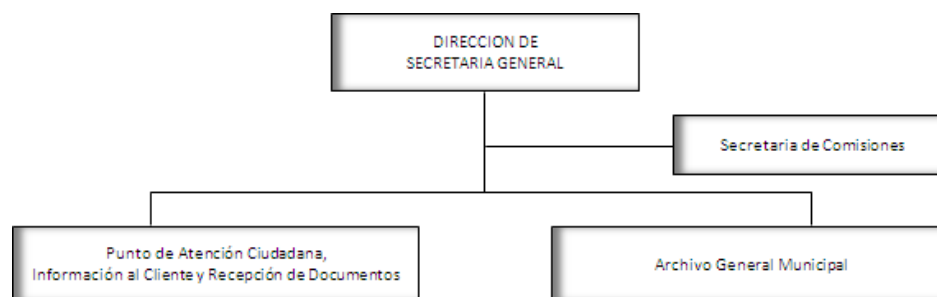 DIRECCION DE
SECRETARIA GENERAL
Secretaria de Comisiones
Punto de Atención Ciudadana,
Información al Cliente y Recepción de Documentos
Archivo General Municipal